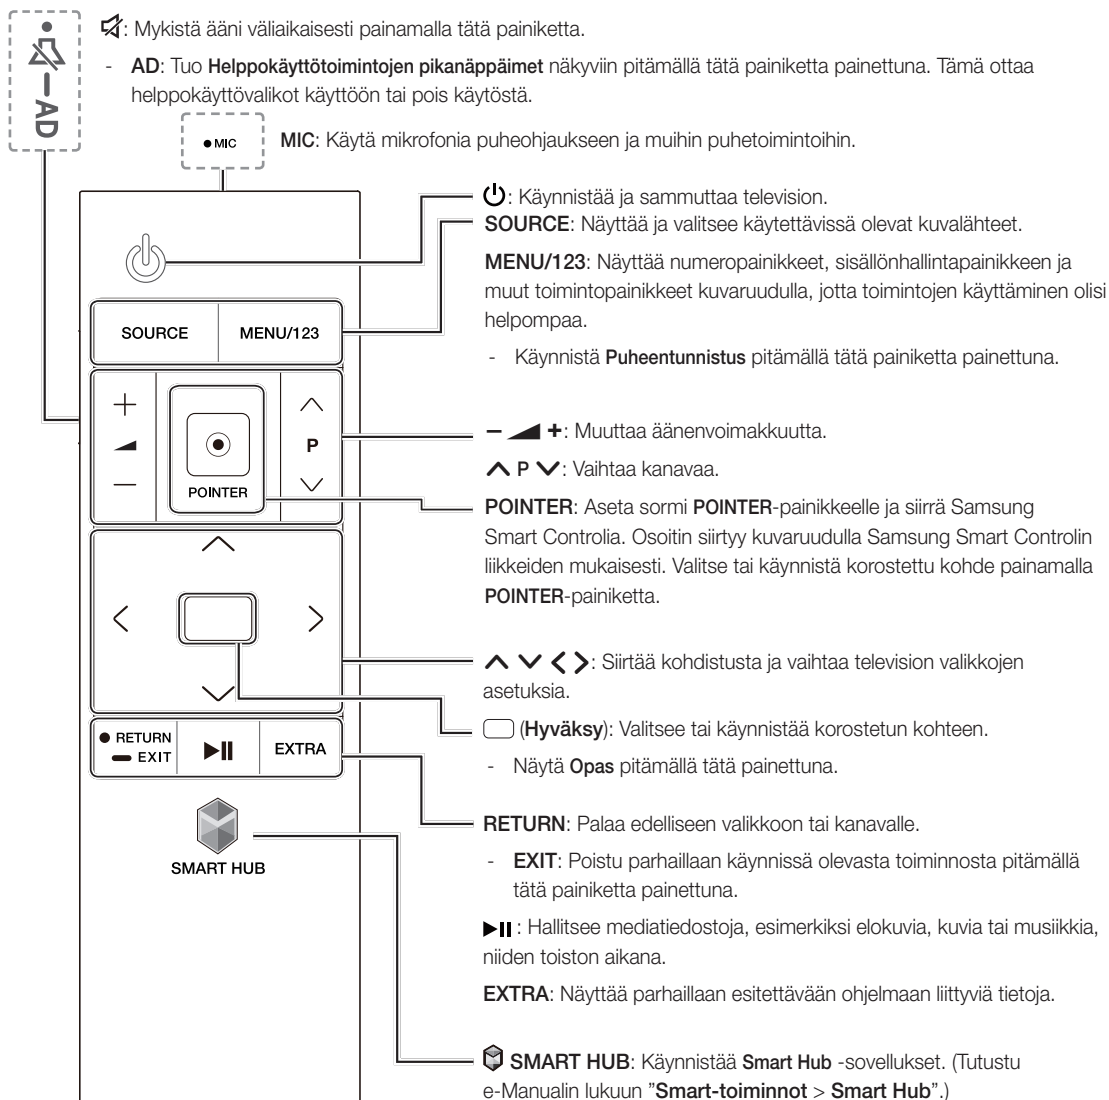 : Mykistä ääni väliaikaisesti painamalla tätä painiketta.
- AD: Tuo Helppokäyttötoimintojen pikanäppäimet näkyviin pitämällä tätä painiketta painettuna. Tämä ottaa
helppokäyttövalikot käyttöön tai pois käytöstä.
AD
MIC
MIC: Käytä mikrofonia puheohjaukseen ja muihin puhetoimintoihin.
: Käynnistää ja sammuttaa television.
SOURCE: Näyttää ja valitsee käytettävissä olevat kuvalähteet.
MENU/123: Näyttää numeropainikkeet, sisällönhallintapainikkeen ja
muut toimintopainikkeet kuvaruudulla, jotta toimintojen käyttäminen olisi
helpompaa.
- Käynnistä Puheentunnistus pitämällä tätä painiketta painettuna.
SOURCE
MENU/123
+
P
—
POINTER
− +: Muuttaa äänenvoimakkuutta.
P : Vaihtaa kanavaa.
POINTER: Aseta sormi POINTER-painikkeelle ja siirrä Samsung
Smart Controlia. Osoitin siirtyy kuvaruudulla Samsung Smart Controlin
liikkeiden mukaisesti. Valitse tai käynnistä korostettu kohde painamalla
POINTER-painiketta.
: Siirtää kohdistusta ja vaihtaa television valikkojen
asetuksia.
(Hyväksy): Valitsee tai käynnistää korostetun kohteen.
- Näytä Opas pitämällä tätä painettuna.
RETURN
EXIT
EXTRA
RETURN: Palaa edelliseen valikkoon tai kanavalle.
- EXIT: Poistu parhaillaan käynnissä olevasta toiminnosta pitämällä
tätä painiketta painettuna.
: Hallitsee mediatiedostoja, esimerkiksi elokuvia, kuvia tai musiikkia,
niiden toiston aikana.
EXTRA: Näyttää parhaillaan esitettävään ohjelmaan liittyviä tietoja.
SMART HUB
SMART HUB: Käynnistää Smart Hub -sovellukset. (Tutustu
e-Manualin lukuun "Smart-toiminnot > Smart Hub".)